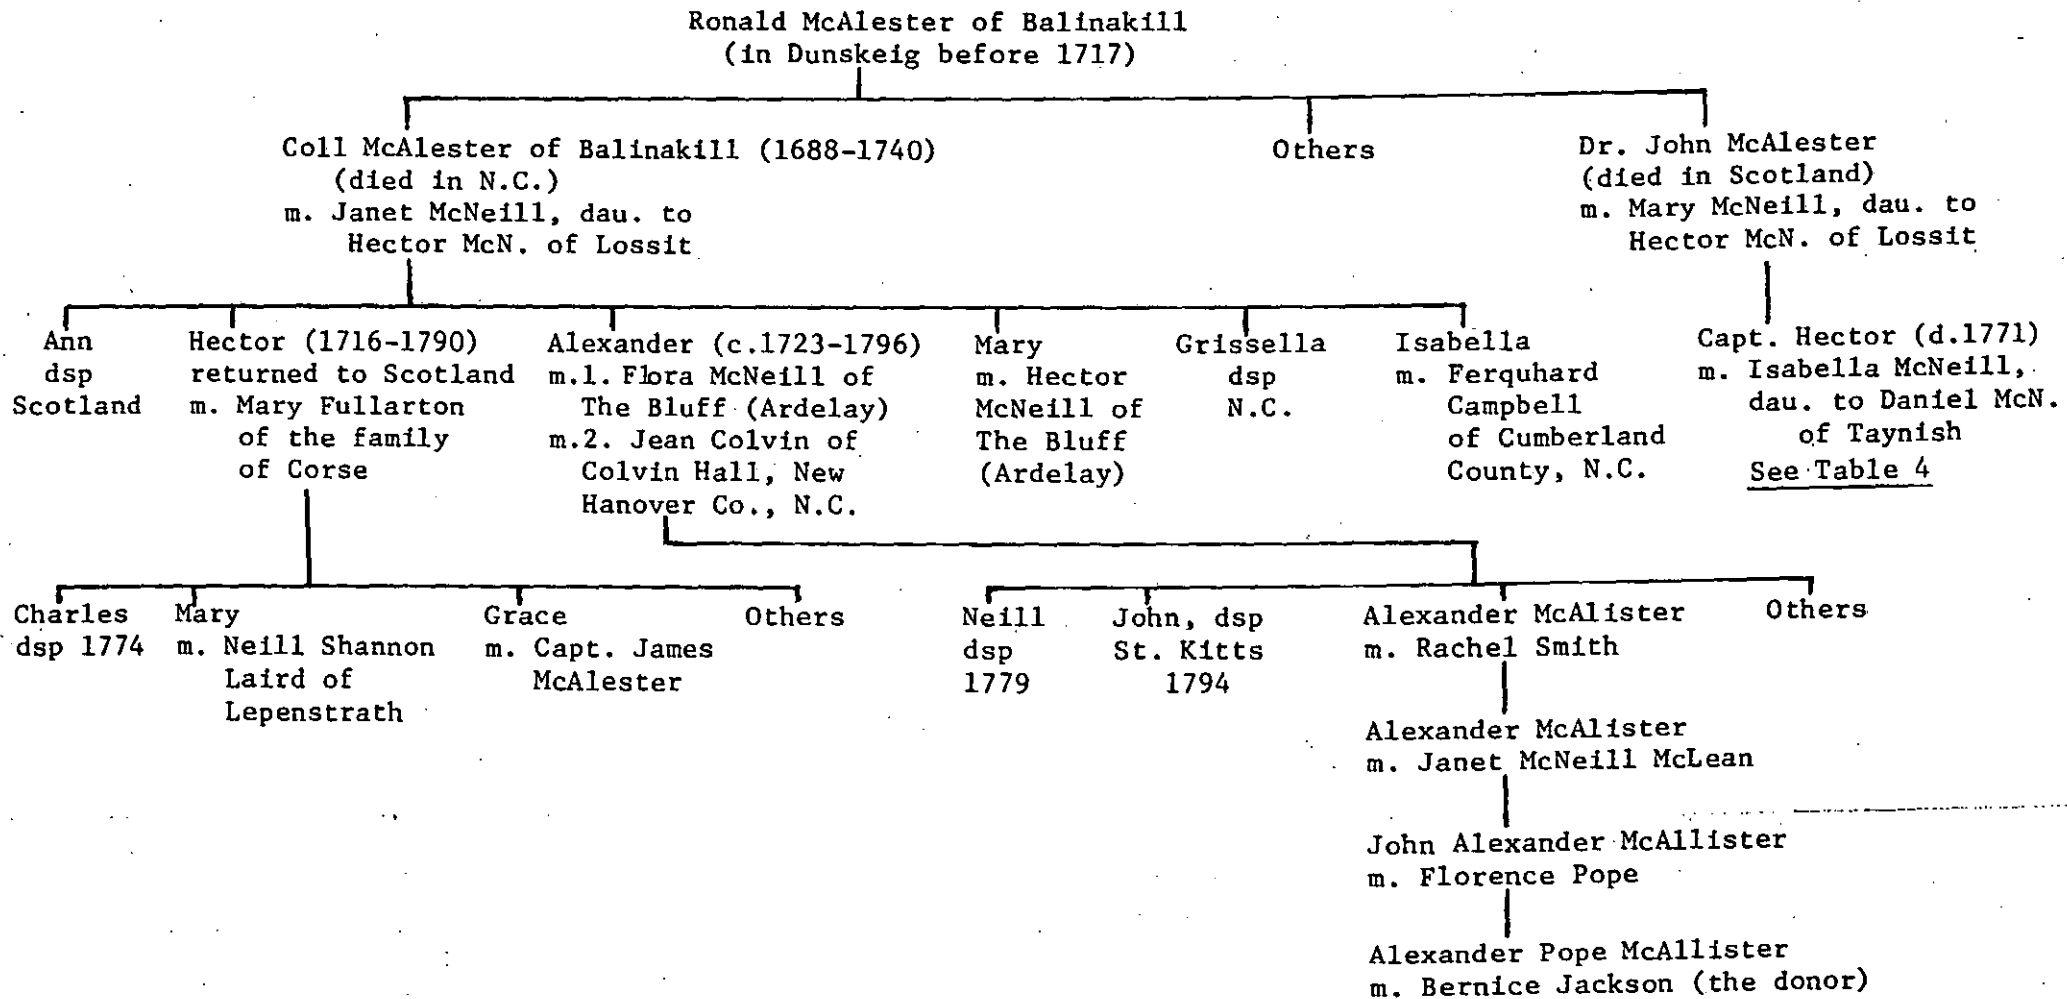 Ronald McAlester of Balinakill
(in Dunskeig before 1717)
Coll McAlester of Balinakill (1688-1740)
(died in N.C.)
m. Janet McNeill, dau. to
Hector McN. of Lossit
Others
Dr. John McAlester
(died in Scotland)
m. Mary McNeill, dau. to
Hector McN. of Lossit
Ann
dsp
Scotland
Hector (1716-1790)
returned to Scotland
m. Mary Fullarton
of the family
of Corse
Alexander (c.1723-1796)
m.1. Flora McNeill of
The Bluff (Ardelay)
m.2. Jean Colvin of
Colvin Hall, New
Hanover Co., N.C.
Mary
m. Hector
McNeill of
The Bluff
(Ardelay)
Grissella
dsp
N.C.
Isabella
m. Ferquhard
Campbell
of Cumberland
County, N.C.
Capt. Hector (d.1771)
m. Isabella McNeill,
dau. to Daniel McN.
of Taynish
See Table 4
Charles
dsp 1774
Mary
m. Neill Shannon
Laird of
Lepenstrath
Grace
m. Capt. James
McAlester
Others
Neill
dsp
1779
John, dsp
St. Kitts
1794
Alexander McAlister
m. Rachel Smith
Others
Alexander McAlister
m. Janet McNeill McLean
John Alexander McAllister
m. Florence Pope
Alexander Pope McAllister
m. Bernice Jackson (the donor)